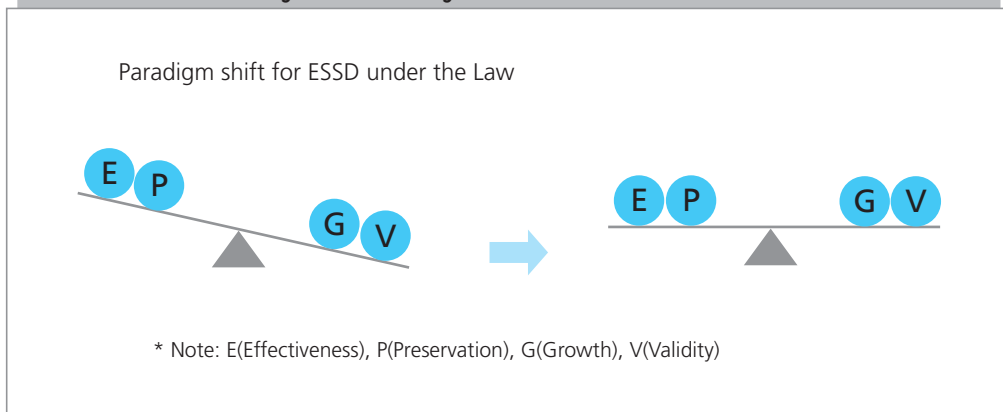 Paradigm shift for ESSD under the Law
E
P
G
V
E P
G V
* Note: E(Effectiveness), P(Preservation), G(Growth), V(Validity)